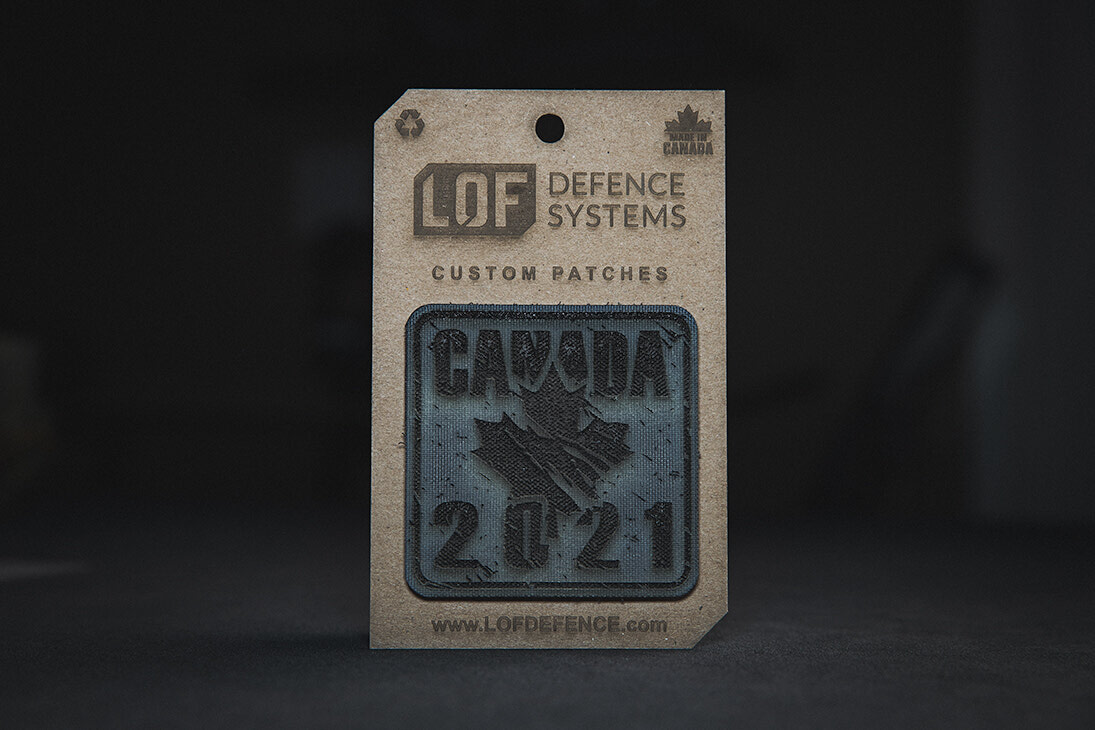 MADE IN
CANADA
LOF
DEFENCE
SYSTEMS
CUSTOM PATCHES
CANADA
2021
www.LOFDEFENCE.com